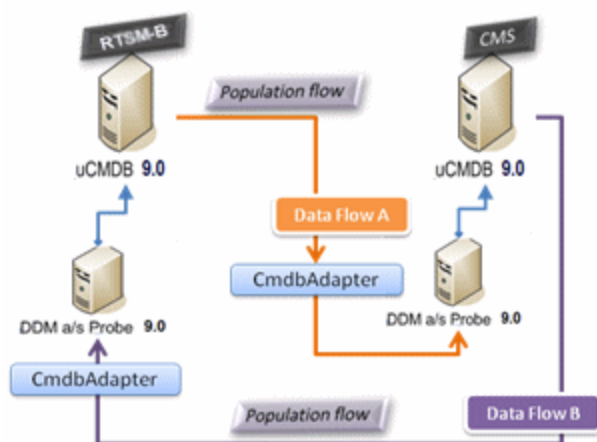 RTSM-B
CMS
Population flow
uCMDB 9.0
uCMDB 9.0
Data Flow A
CmdbAdapter
DDM a/s Probe 9.0
DDM a/s Probe 9.0
CmdbAdapter
Population flow
Data Flow B